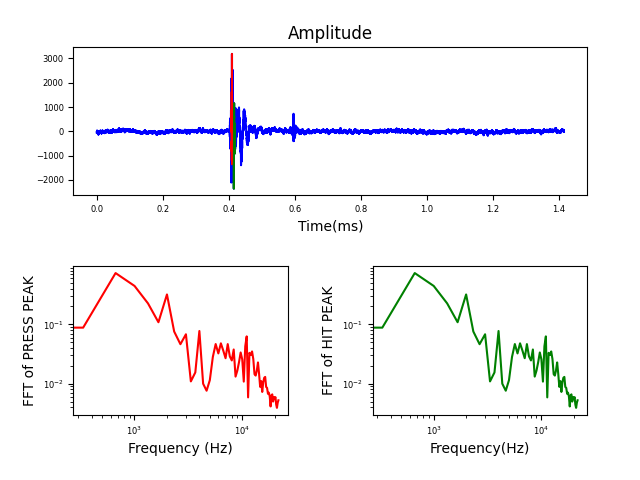 Amplitude
3000
2000
1000
0
−1000
−2000
0.0 0.2 0.4 0.6 0.8 1.0 1.2 1.4
Time(ms)
FFT of PRESS PEAK
10⁻¹
10⁻²
10³ 10⁴
Frequency (Hz)
FFT of HIT PEAK
10⁻¹
10⁻²
10³ 10⁴
Frequency(Hz)